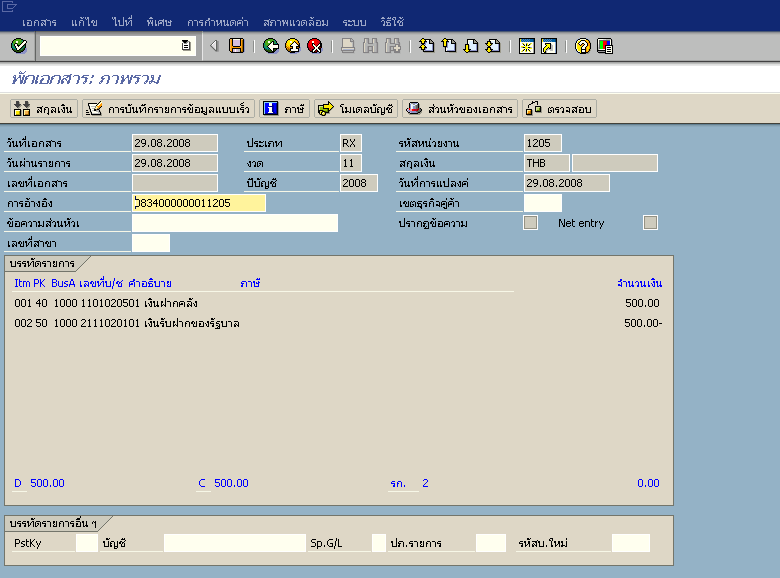 เอกสาร แก้ไข ไปที่ พิเศษ การกำหนดค่า สภาพแวดล้อม ระบบ วิธีใช้
พักเอกสาร: ภาพรวม
สกุลเงิน การบันทึกรายการข้อมูลแบบเร็ว ภาษี โมเดลบัญชี ส่วนหัวของเอกสาร ตรวจสอบ
วันที่เอกสาร 29.08.2008 ประเภท RX รหัสหน่วยงาน 1205
วันผ่านรายการ 29.08.2008 งวด 11 สกุลเงิน THB
เลขที่เอกสาร ปีบัญชี 2008 วันที่การแปลงค่ 29.08.2008
การอ้างอิง J834000000011205 เขตธุรกิจคู่ค้า
ข้อความส่วนหัวเ ปรากฏข้อความ Net entry
เลขที่สาขา
บรรทัดรายการ
Itm PK BusA เลขที่บ/ช คำอธิบาย ภาษี จำนวนเงิน
001 40 1000 1101020501 เงินฝากคลัง 500.00
002 50 1000 2111020101 เงินรับฝากของรัฐบาล 500.00-
D 500.00 C 500.00 รก. 2 0.00
บรรทัดรายการอื่น ๆ
PstKy บัญชี Sp.G/L ปภ.รายการ รหัสบ.ใหม่